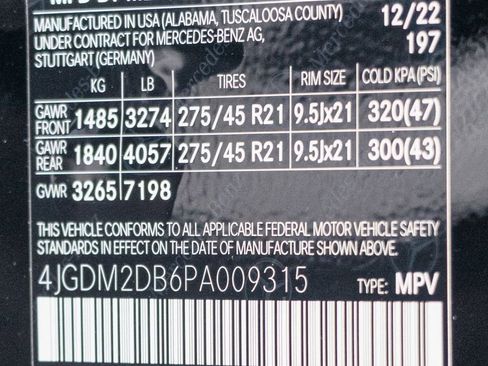 MANUFACTURED IN USA (ALABAMA, TUSCALOOSA COUNTY) 12/22
UNDER CONTRACT FOR MERCEDES-BENZ AG, 197
STUTTGART (GERMANY)
KG LB TIRES RIM SIZE COLD KPA(PSI)
GAWR FRONT 1485 3274 275/45 R21 9.5Jx21 320(47)
GAWR REAR 1840 4057 275/45 R21 9.5Jx21 300(43)
GVWR 3265 7198
THIS VEHICLE CONFORMS TO ALL APPLICABLE FEDERAL MOTOR VEHICLE SAFETY
STANDARDS IN EFFECT ON THE DATE OF MANUFACTURE SHOWN ABOVE.
4JGDM2DB6PA009315 TYPE: MPV